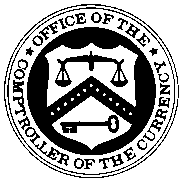 OFFICE OF THE
COMPTROLLER OF THE CURRENCY